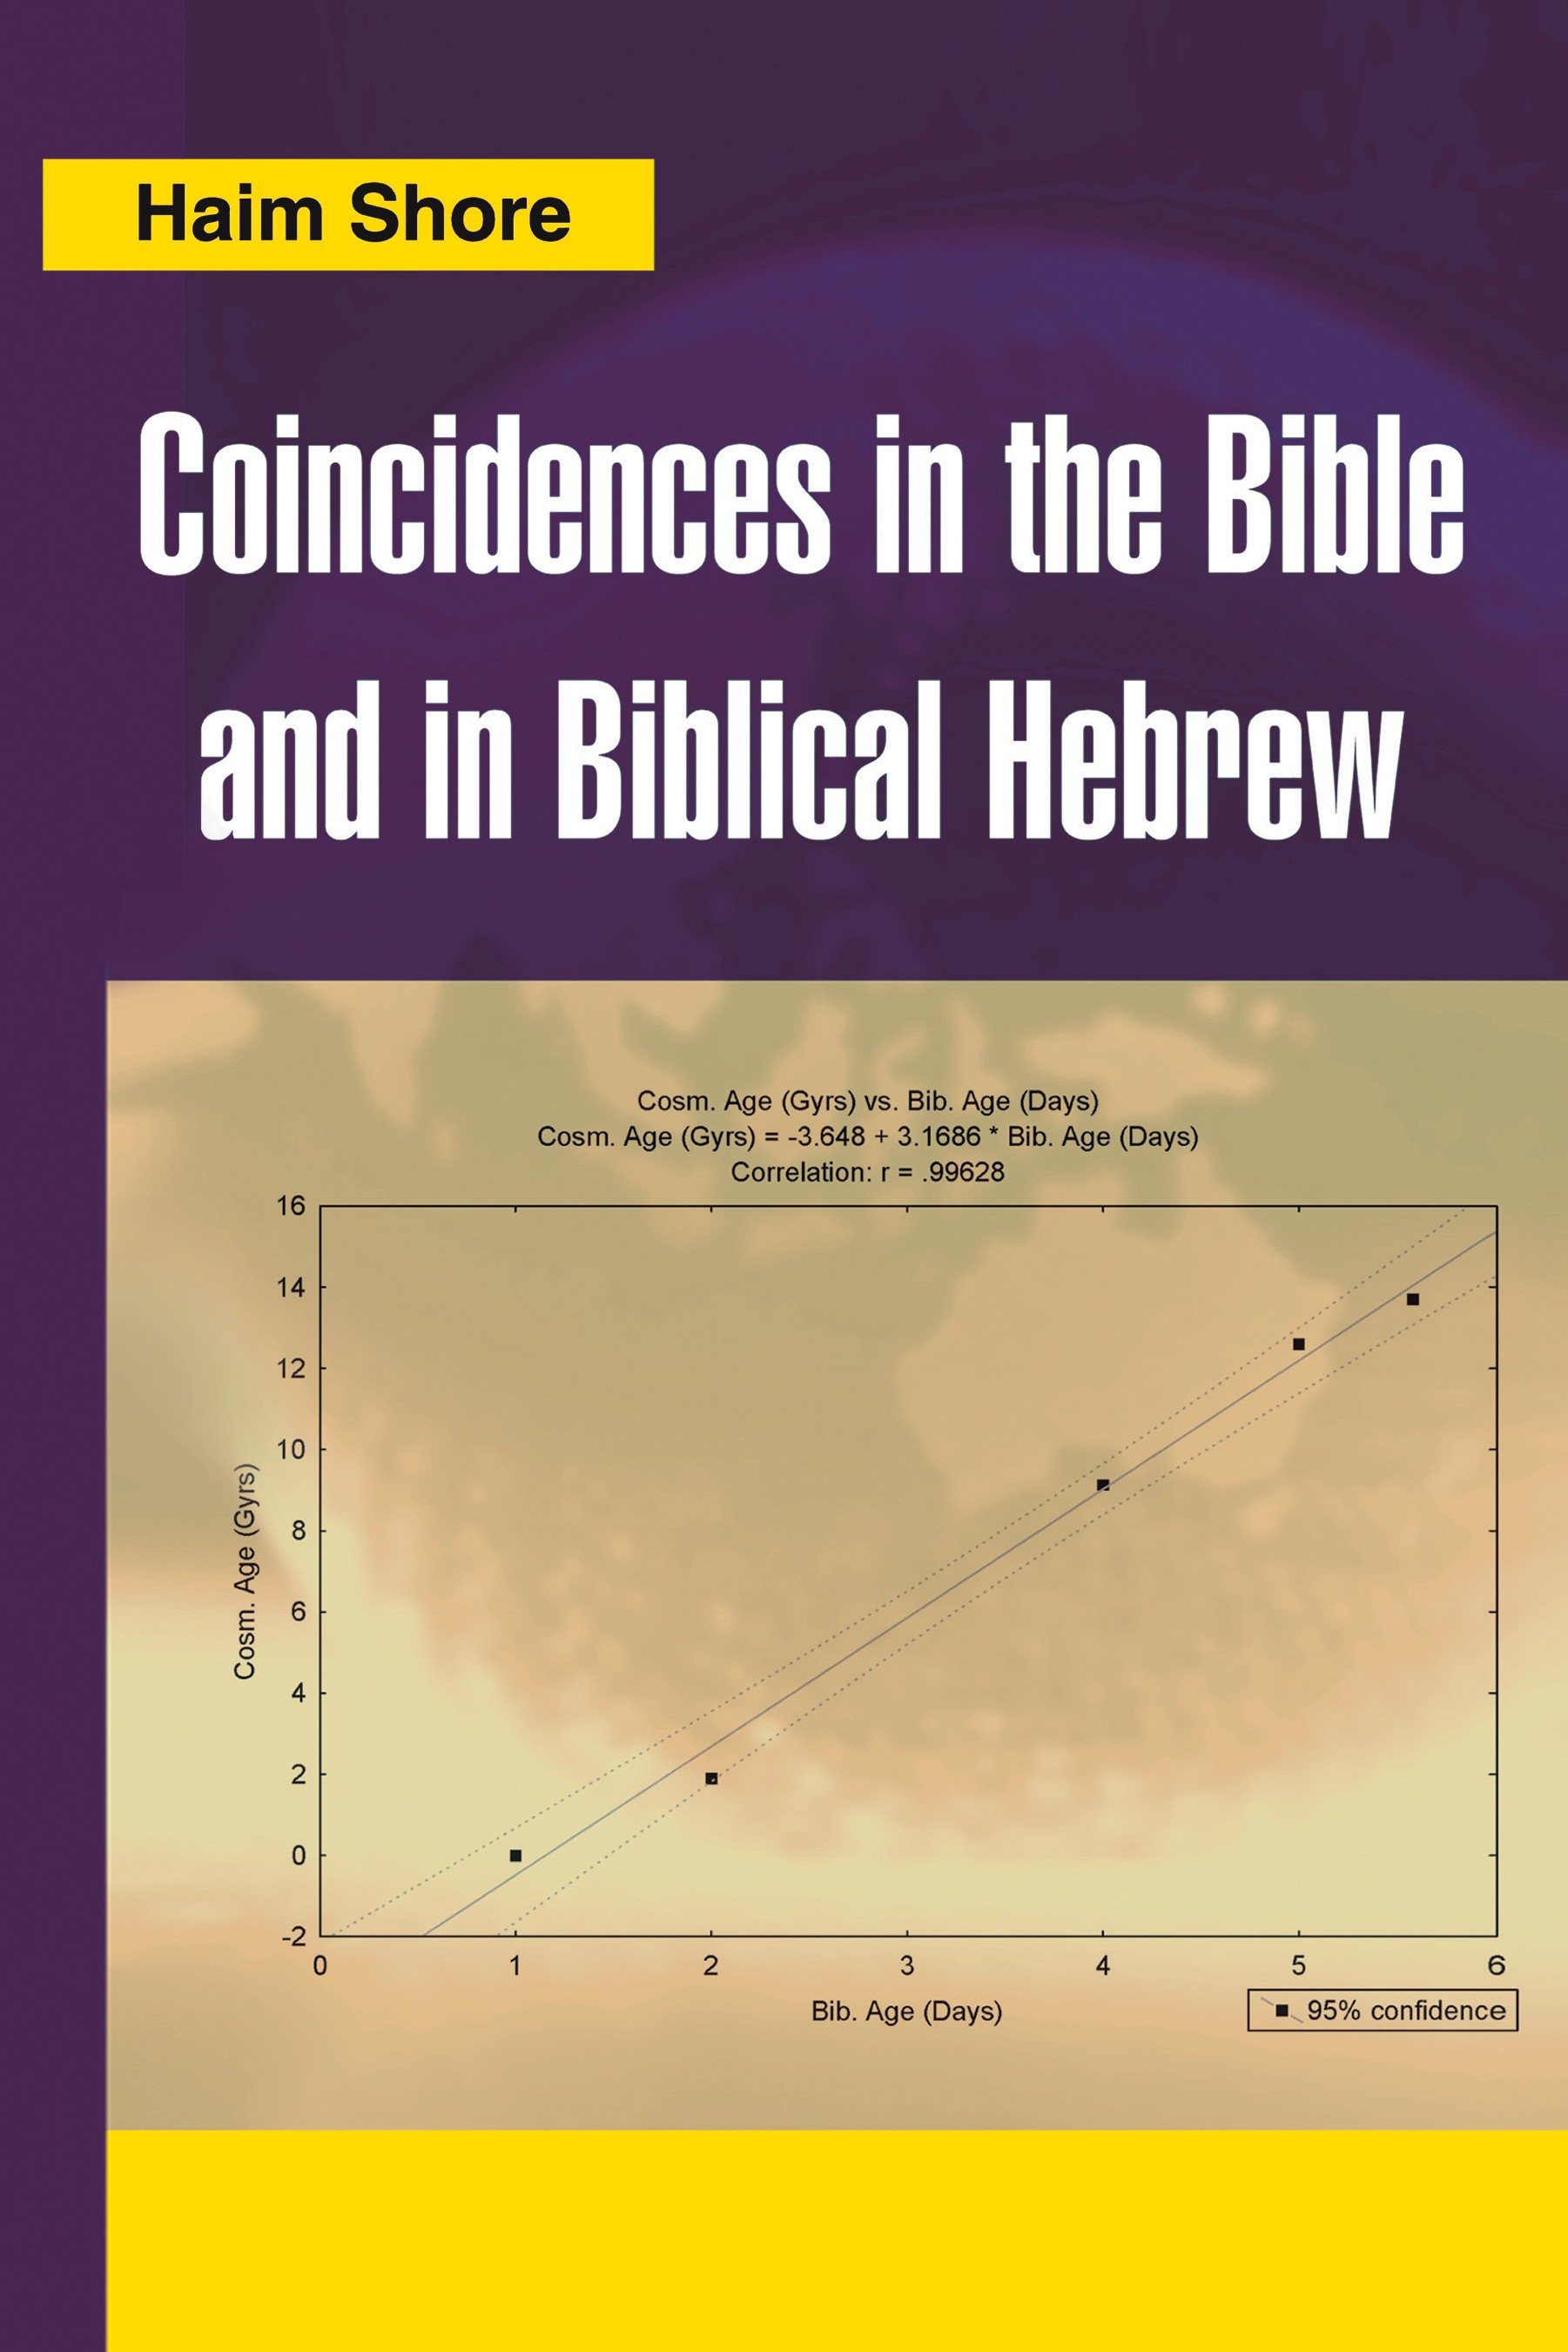 Haim Shore
Coincidences in the Bible
and in Biblical Hebrew
Cosm. Age (Gyrs) vs. Bib. Age (Days)
Cosm. Age (Gyrs) = -3.648 + 3.1686 * Bib. Age (Days)
Correlation: r = .99628
16
14
12
10
8
6
4
2
0
-2
Cosm. Age (Gyrs)
0 1 2 3 4 5 6
Bib. Age (Days)
95% confidence